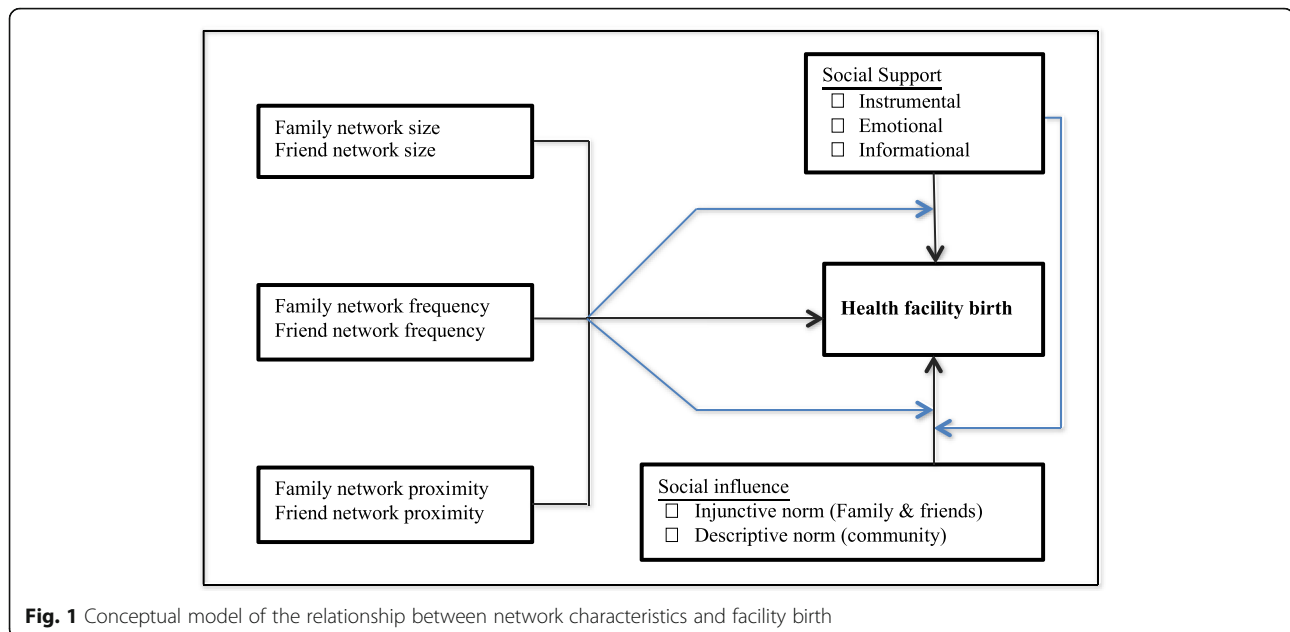 Family network size
Friend network size
Family network frequency
Friend network frequency
Family network proximity
Friend network proximity
Social Support
☐ Instrumental
☐ Emotional
☐ Informational
Health facility birth
Social influence
☐ Injunctive norm (Family & friends)
☐ Descriptive norm (community)
Fig. 1 Conceptual model of the relationship between network characteristics and facility birth